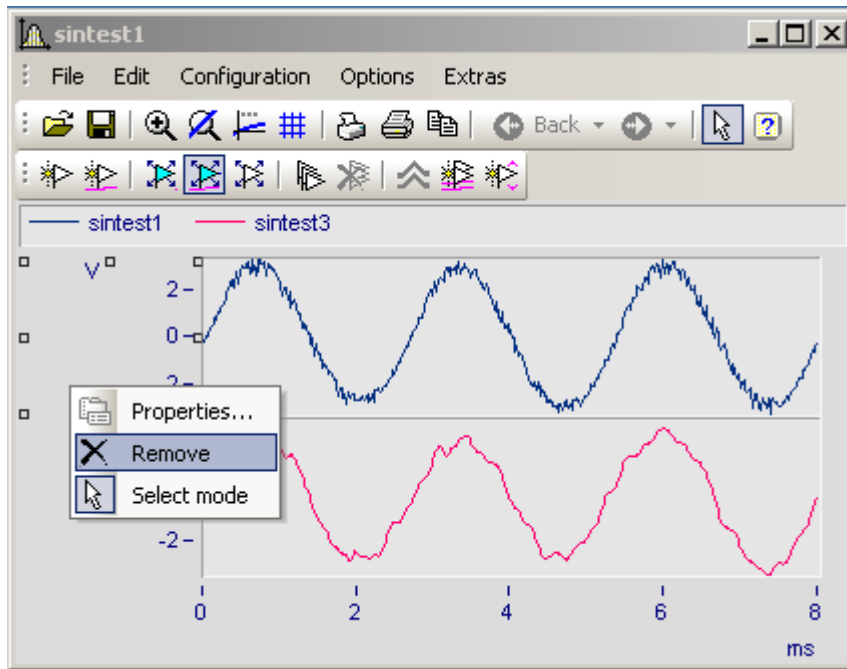 sintest1
File Edit Configuration Options Extras
Back
sintest1 sintest3
V
2
0
2
Properties...
Remove
Select mode
-2
0 2 4 6 8
ms